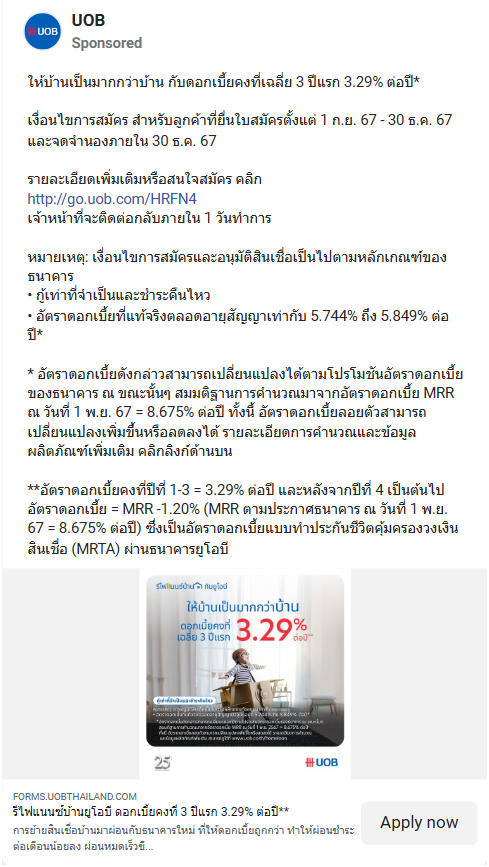 UOB
UOB
Sponsored
ให้บ้านเป็นมากกว่าบ้าน กับดอกเบี้ยคงที่เฉลี่ย 3 ปีแรก 3.29% ต่อปี*
เงื่อนไขการสมัคร สำหรับลูกค้าที่ยื่นใบสมัครตั้งแต่ 1 ก.ย. 67 - 30 ธ.ค. 67
และจดจำนองภายใน 30 ธ.ค. 67
รายละเอียดเพิ่มเติมหรือสนใจสมัคร คลิก
http://go.uob.com/HRFN4
เจ้าหน้าที่จะติดต่อกลับภายใน 1 วันทำการ
หมายเหตุ: เงื่อนไขการสมัครและอนุมัติสินเชื่อเป็นไปตามหลักเกณฑ์ของ
ธนาคาร
• กู้เท่าที่จำเป็นและชำระคืนไหว
• อัตราดอกเบี้ยที่แท้จริงตลอดอายุสัญญาเท่ากับ 5.744% ถึง 5.849% ต่อ
ปี*
* อัตราดอกเบี้ยดังกล่าวสามารถเปลี่ยนแปลงได้ตามโปรโมชันอัตราดอกเบี้ย
ของธนาคาร ณ ขณะนั้นๆ สมมติฐานการคำนวณมาจากอัตราดอกเบี้ย MRR
ณ วันที่ 1 พ.ย. 67 = 8.675% ต่อปี ทั้งนี้ อัตราดอกเบี้ยลอยตัวสามารถ
เปลี่ยนแปลงเพิ่มขึ้นหรือลดลงได้ รายละเอียดการคำนวณและข้อมูล
ผลิตภัณฑ์เพิ่มเติม คลิกลิงก์ด้านบน
**อัตราดอกเบี้ยคงที่ปีที่ 1-3 = 3.29% ต่อปี และหลังจากปีที่ 4 เป็นต้นไป
อัตราดอกเบี้ย = MRR -1.20% (MRR ตามประกาศธนาคาร ณ วันที่ 1 พ.ย.
67 = 8.675% ต่อปี) ซึ่งเป็นอัตราดอกเบี้ยแบบทำประกันชีวิตคุ้มครองวงเงิน
สินเชื่อ (MRTA) ผ่านธนาคารยูโอบี
รีไฟแนนซ์บ้าน กับยูโอบี
ให้บ้านเป็นมากกว่าบ้าน
ดอกเบี้ยคงที่
เฉลี่ย 3 ปีแรก 3.29% ต่อปี**
กู้เท่าที่จำเป็นและชำระคืนไหว
25
UOB
FORMS.UOBTHAILAND.COM
รีไฟแนนซ์บ้านยูโอบี ดอกเบี้ยคงที่ 3 ปีแรก 3.29% ต่อปี**
การย้ายสินเชื่อบ้านมาผ่อนกับธนาคารใหม่ ที่ให้ดอกเบี้ยถูกกว่า ทำให้ผ่อนชำระ
ต่อเดือนน้อยลง ผ่อนหมดเร็วขึ้...
Apply now